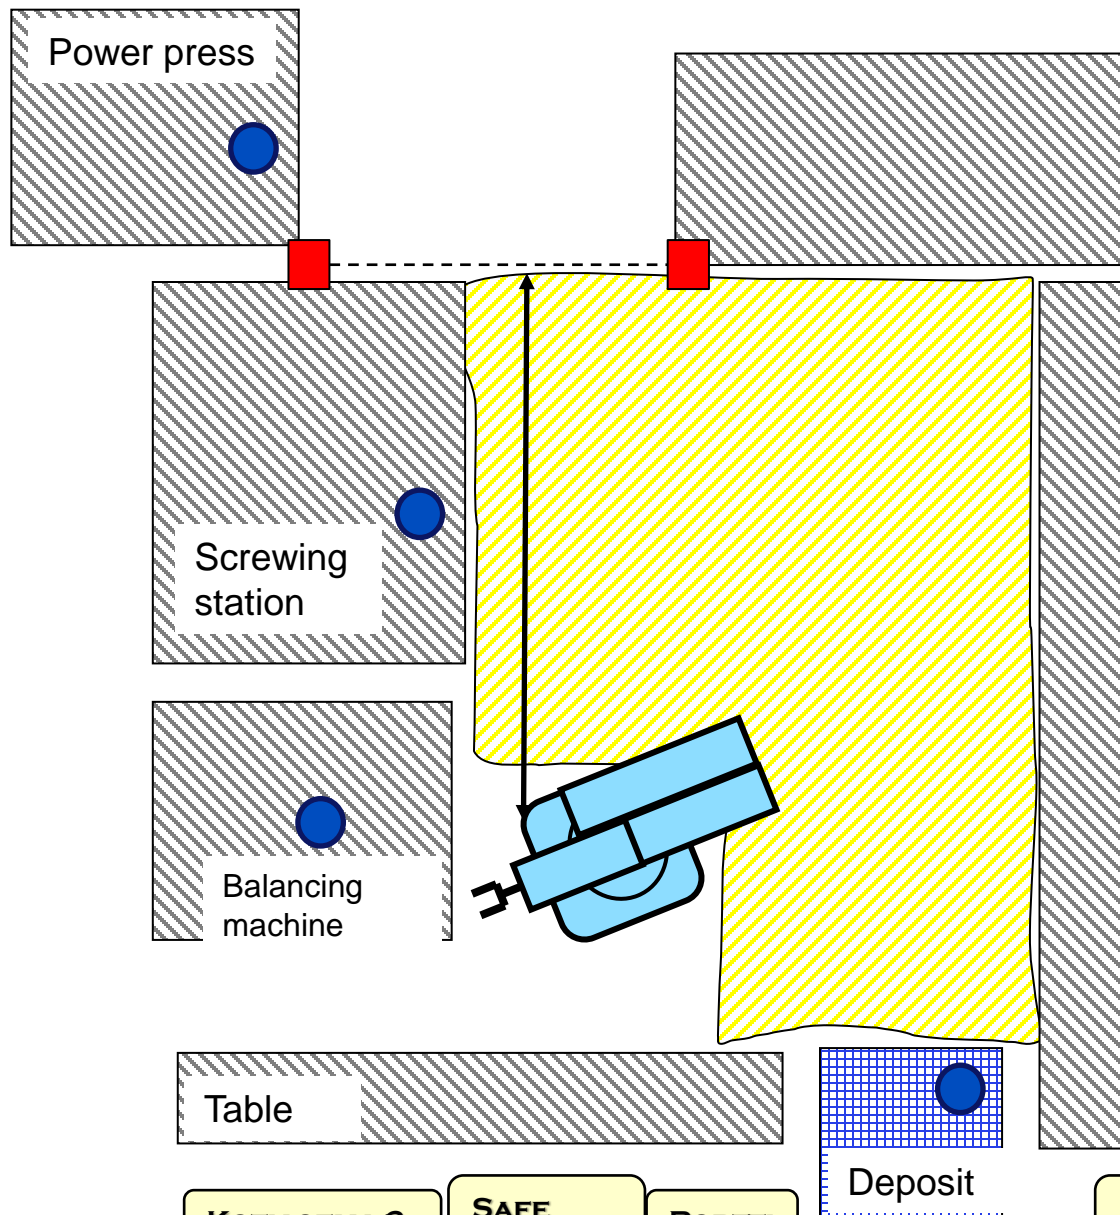 Power press
Screwing
station
Balancing
machine
Table
Deposit
SAFE